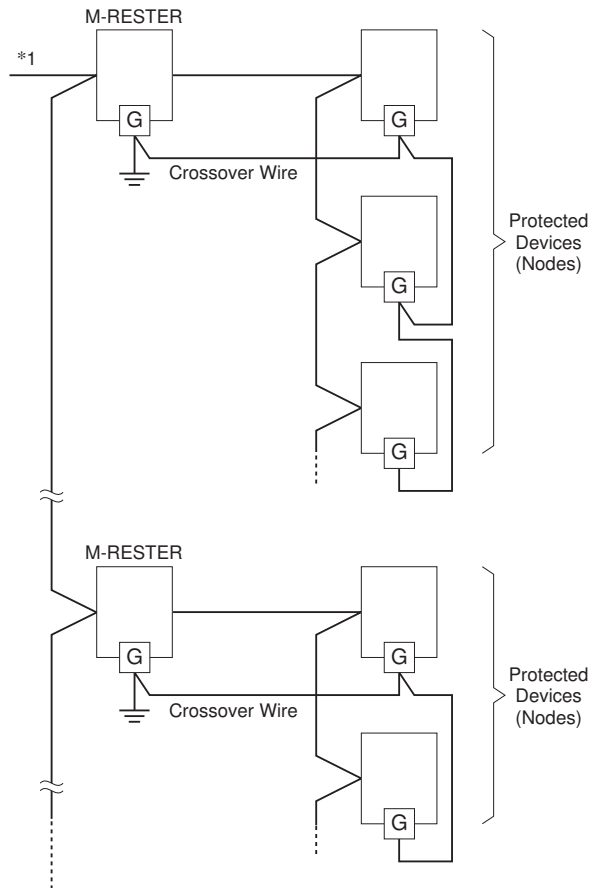 M-RESTER
*1
G
G
Crossover Wire
G
Protected
Devices
(Nodes)
G
M-RESTER
G
G
Crossover Wire
Protected
Devices
(Nodes)
G